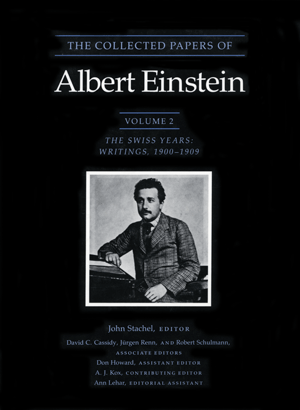 THE COLLECTED PAPERS OF
Albert Einstein
VOLUME 2
THE SWISS YEARS:
WRITINGS, 1900–1909
John Stachel, EDITOR
David C. Cassidy, Jürgen Renn, AND Robert Schulmann,
ASSOCIATE EDITORS
Don Howard, ASSISTANT EDITOR
A. J. Kox, CONTRIBUTING EDITOR
Ann Lehar, EDITORIAL ASSISTANT